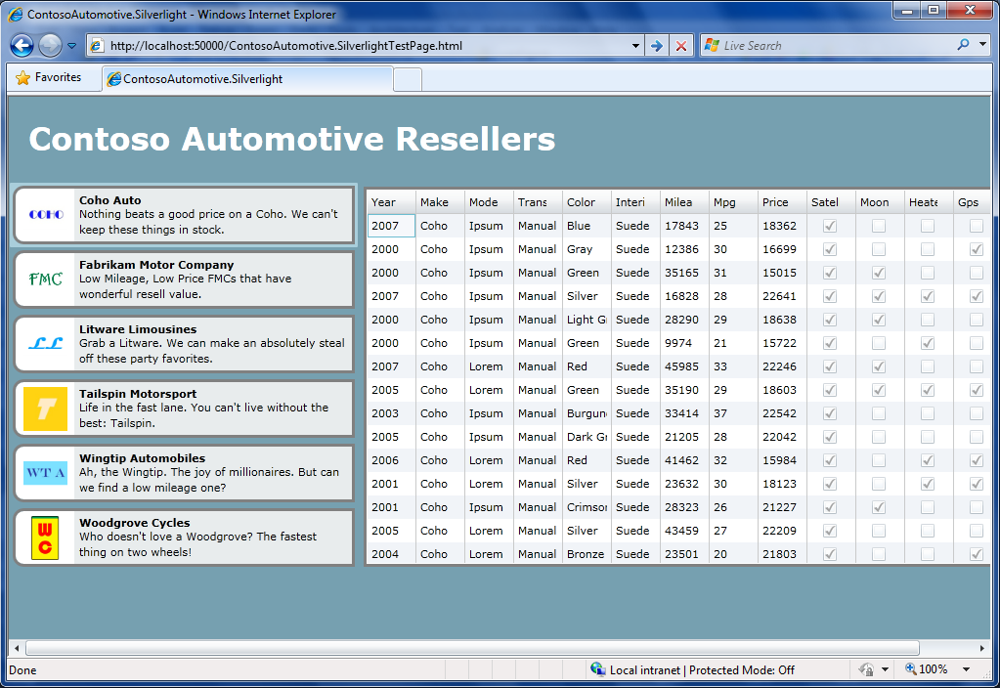 ContosoAutomotive.Silverlight - Windows Internet Explorer
http://localhost:50000/ContosoAutomotive.SilverlightTestPage.html
Live Search
Favorites
ContosoAutomotive.Silverlight
Contoso Automotive Resellers
COHO
Coho Auto
Nothing beats a good price on a Coho. We can't
keep these things in stock.
FMC
Fabrikam Motor Company
Low Mileage, Low Price FMCs that have
wonderful resell value.
LL
Litware Limousines
Grab a Litware. We can make an absolutely steal
off these party favorites.
T
Tailspin Motorsport
Life in the fast lane. You can't live without the
best: Tailspin.
WT A
Wingtip Automobiles
Ah, the Wingtip. The joy of millionaires. But can
we find a low mileage one?
W
C
Woodgrove Cycles
Who doesn't love a Woodgrove? The fastest
thing on two wheels!
Year Make Mode Trans Color Interi Milea Mpg Price Satel Moon Heate Gps
2007 Coho Ipsum Manual Blue Suede 17843 25 18362
2000 Coho Ipsum Manual Gray Suede 12386 30 16699
2000 Coho Ipsum Manual Green Suede 35165 31 15015
2007 Coho Ipsum Manual Silver Suede 16828 28 22641
2000 Coho Ipsum Manual Light Gr Suede 28290 29 18638
2000 Coho Ipsum Manual Green Suede 9974 21 15722
2007 Coho Lorem Manual Red Suede 45985 33 22246
2005 Coho Lorem Manual Green Suede 35190 29 18603
2003 Coho Ipsum Manual Burgun Suede 33414 37 22542
2005 Coho Ipsum Manual Dark Gr Suede 21205 28 22042
2006 Coho Lorem Manual Red Suede 41462 32 15984
2001 Coho Lorem Manual Silver Suede 23632 30 18123
2001 Coho Ipsum Manual Crimson Suede 28323 26 21227
2005 Coho Lorem Manual Silver Suede 43459 27 22209
2004 Coho Lorem Manual Bronze Suede 23501 20 21803
Done
Local intranet | Protected Mode: Off
100%